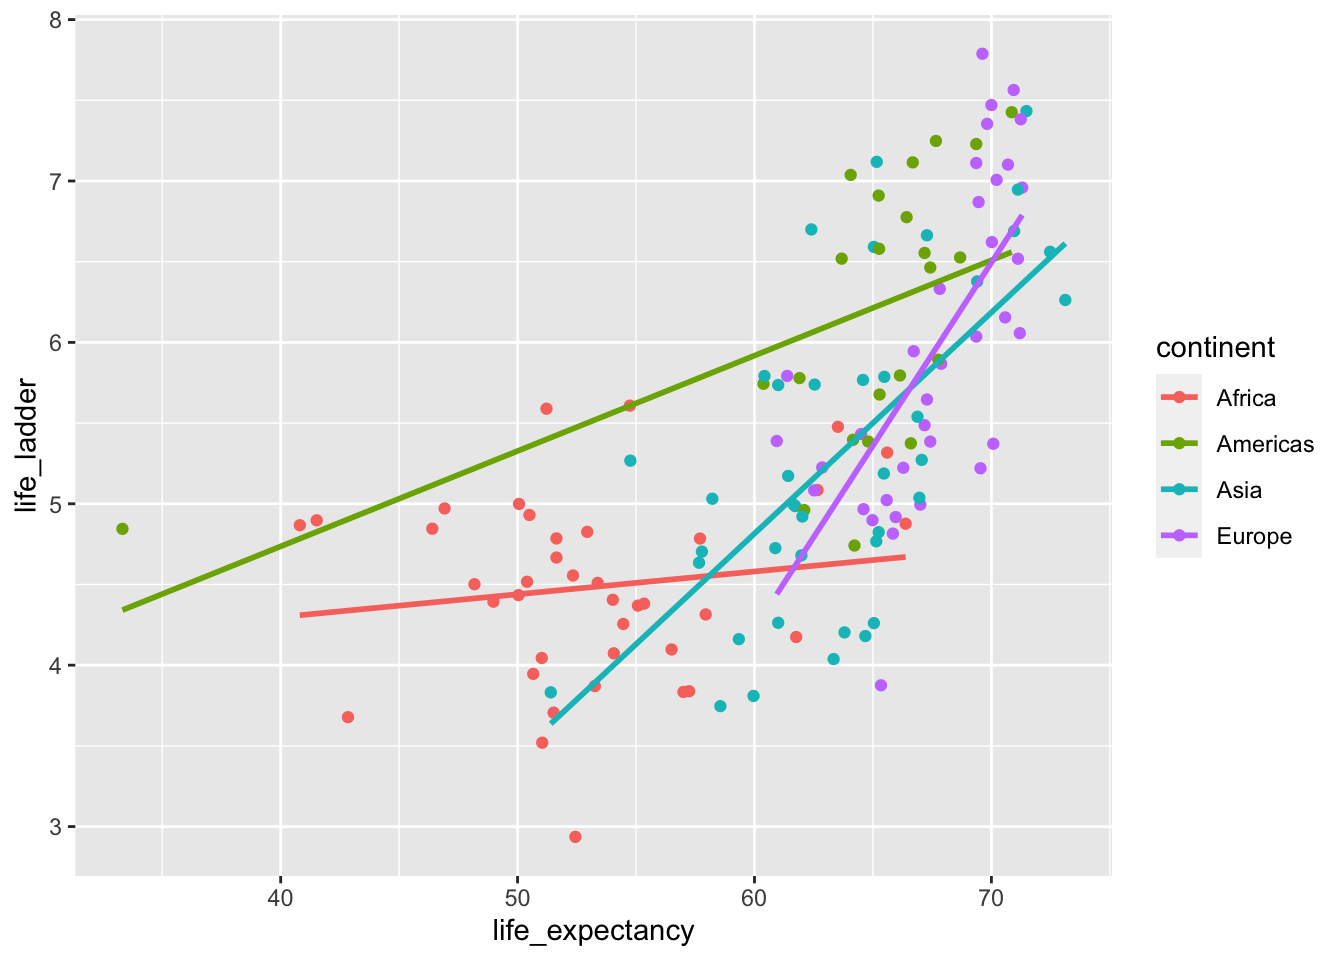 8
7
6
5
4
3
life_ladder
40 50 60 70
life_expectancy
continent
Africa
Americas
Asia
Europe